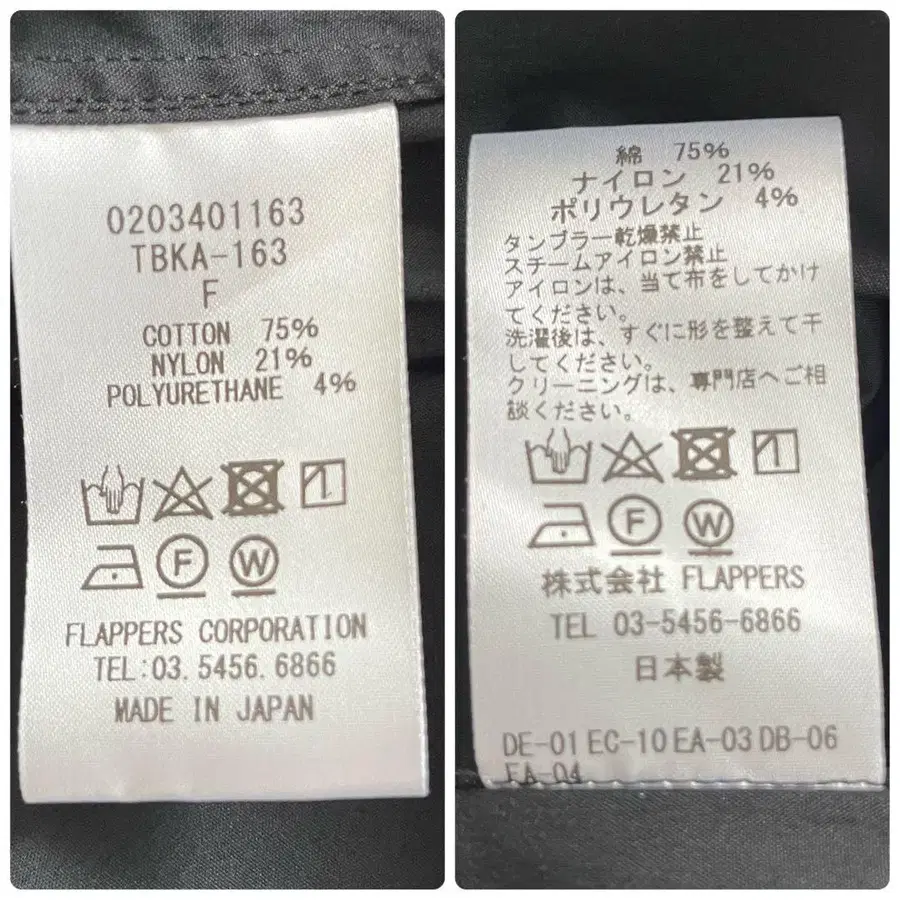 0203401163
TBKA-163
F
COTTON 75%
NYLON 21%
POLYURETHANE 4%
F W
FLAPPERS CORPORATION
TEL:03.5456.6866
MADE IN JAPAN
綿 75%
ナイロン 21%
ポリウレタン 4%
タンブラー乾燥禁止
スチームアイロン禁止
アイロンは、当て布をしてかけ
てください。
洗濯後は、すぐに形を整えて干
してください。
クリーニングは、専門店へご相
談ください。
F W
株式会社 FLAPPERS
TEL 03-5456-6866
日本製
DE-01 EC-10 EA-03 DB-06